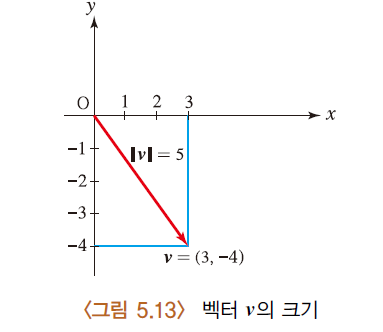 y
O 1 2 3 x
-1
|v| = 5
-2
-3
-4
v = (3, -4)
〈그림 5.13〉 벡터 v의 크기